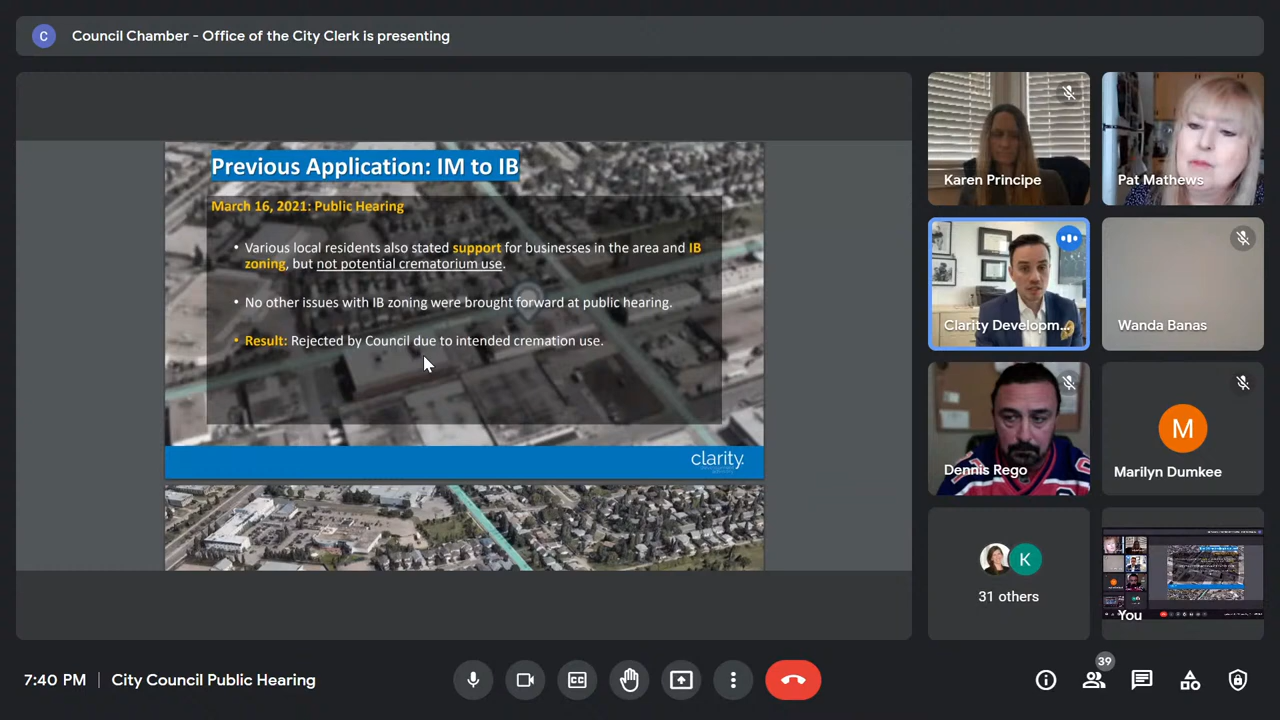 C
Council Chamber - Office of the City Clerk is presenting
Previous Application: IM to IB
March 16, 2021: Public Hearing
• Various local residents also stated support for businesses in the area and IB
zoning, but not potential crematorium use.
• No other issues with IB zoning were brought forward at public hearing.
• Result: Rejected by Council due to intended cremation use.
clarity.
Karen Principe
Pat Mathews
Clarity Developm...
Wanda Banas
Dennis Rego
M
Marilyn Dumkee
K
31 others
You
7:40 PM | City Council Public Hearing
39